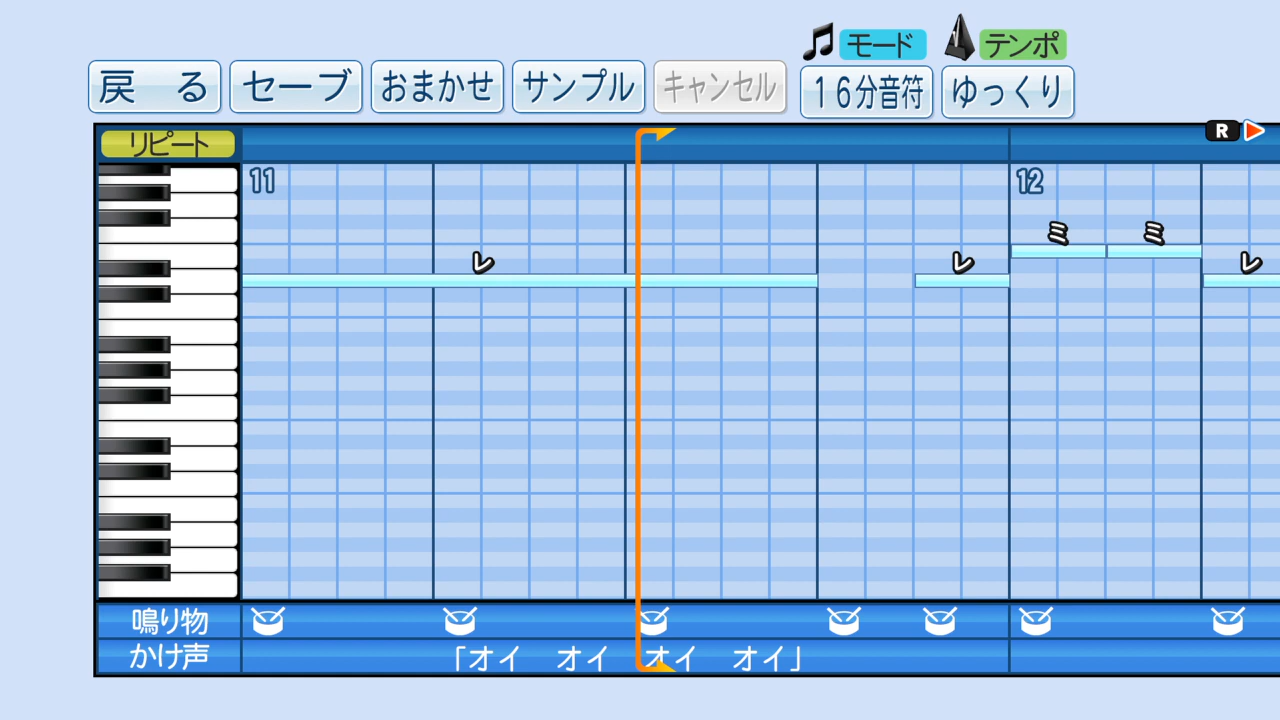 モード テンポ
戻 る セーブ おまかせ サンプル キャンセル 16分音符 ゆっくり
リピート R
11 12
ミ ミ
レ レ レ
鳴り物
かけ声 「オイ オイ オイ オイ」